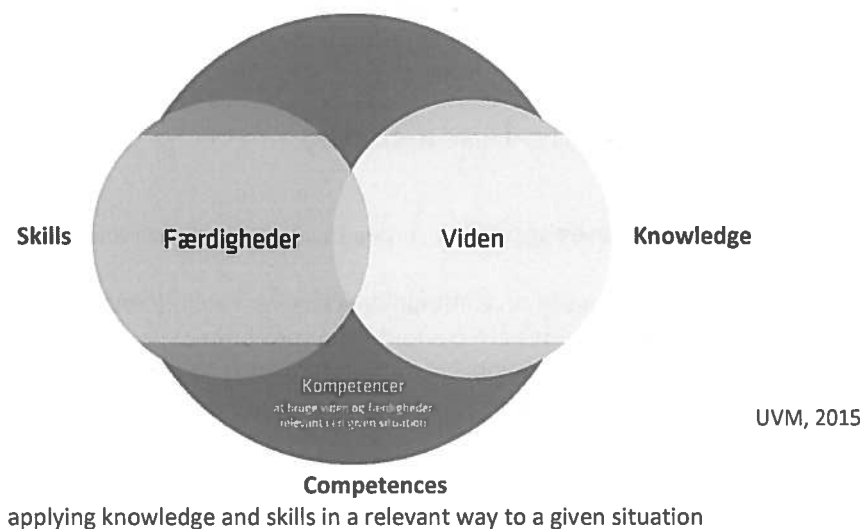 Skills
Færdigheder
Viden
Knowledge
Kompetencer
at bruge viden og færdigheder
relevant i en given situation
UVM, 2015
Competences
applying knowledge and skills in a relevant way to a given situation